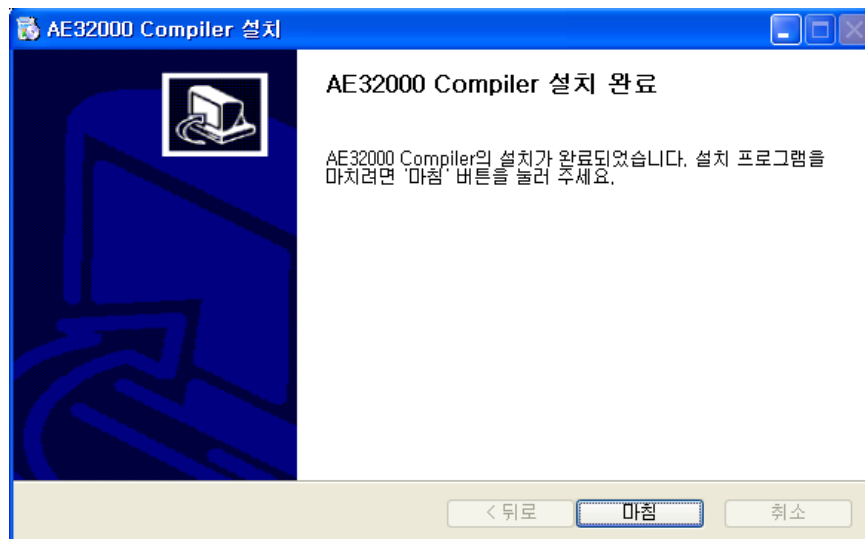 AE32000 Compiler 설치
AE32000 Compiler 설치 완료
AE32000 Compiler의 설치가 완료되었습니다. 설치 프로그램을
마치려면 '마침' 버튼을 눌러 주세요.
< 뒤로 마침 취소